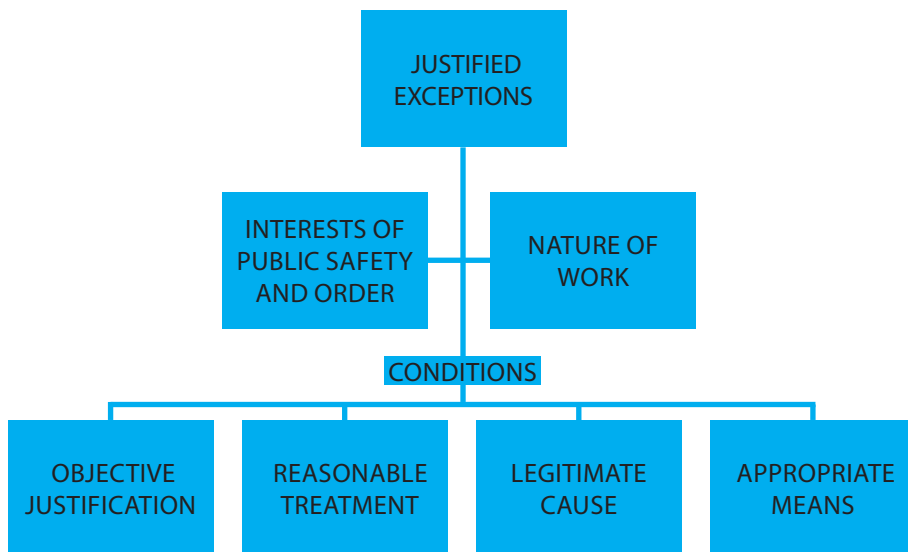 JUSTIFIED
EXCEPTIONS
INTERESTS OF
PUBLIC SAFETY
AND ORDER
NATURE OF
WORK
CONDITIONS
OBJECTIVE
JUSTIFICATION
REASONABLE
TREATMENT
LEGITIMATE
CAUSE
APPROPRIATE
MEANS